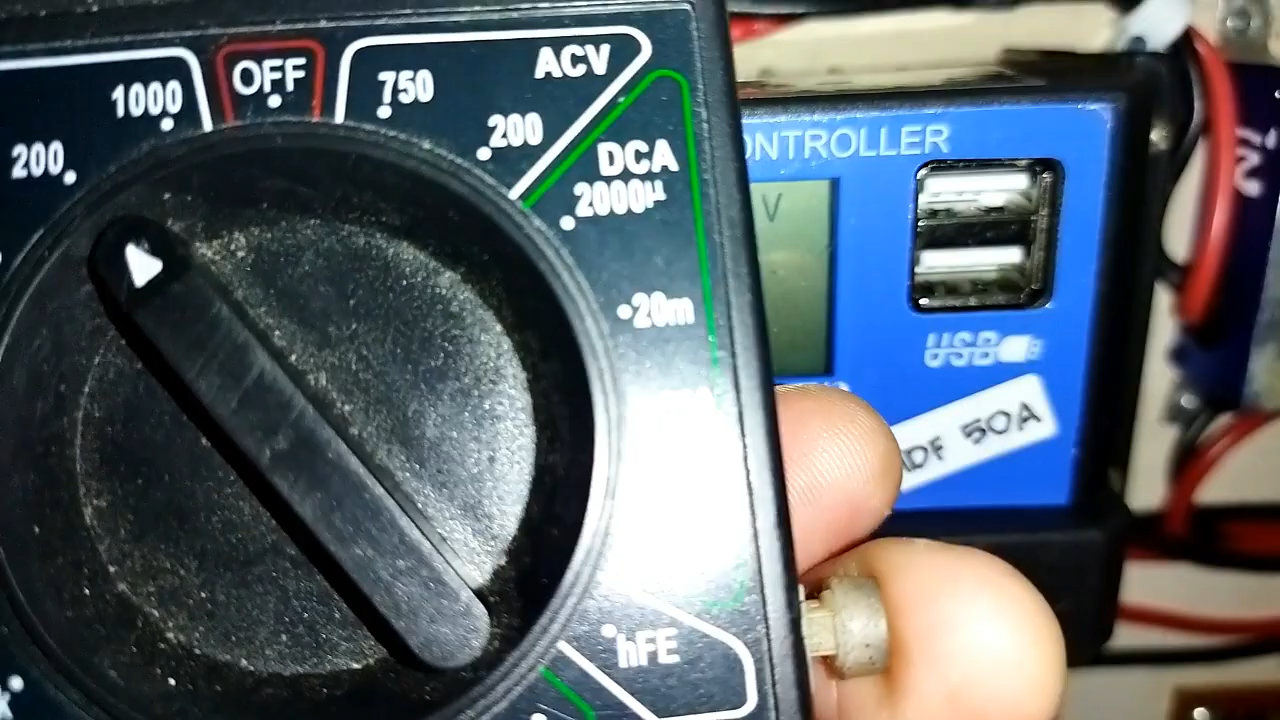 1000
OFF
750
ACV
200
200
DCA
2000µ
20m
hFE
ONTROLLER
V
USB
DF 50A